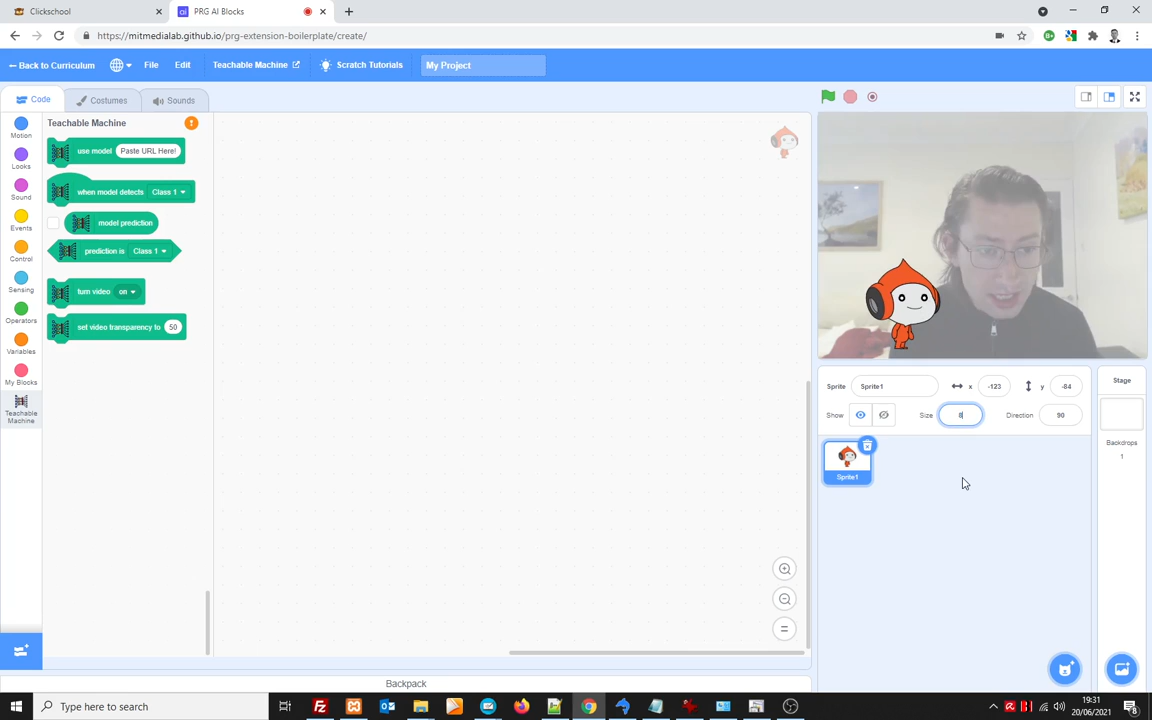 Clickschool
PRG AI Blocks
https://mitmedialab.github.io/prg-extension-boilerplate/create/
Back to Curriculum
File
Edit
Teachable Machine
Scratch Tutorials
My Project
Code
Costumes
Sounds
Motion
Looks
Sound
Events
Control
Sensing
Operators
Variables
My Blocks
Teachable
Machine
Teachable Machine
use model Paste URL Here!
when model detects Class 1
model prediction
prediction is Class 1
turn video on
set video transparency to 50
Sprite Sprite1 x -123 y -84
Show Size 8 Direction 90
Sprite1
Stage
Backdrops
1
Backpack
Type here to search
19:31
20/06/2021
8